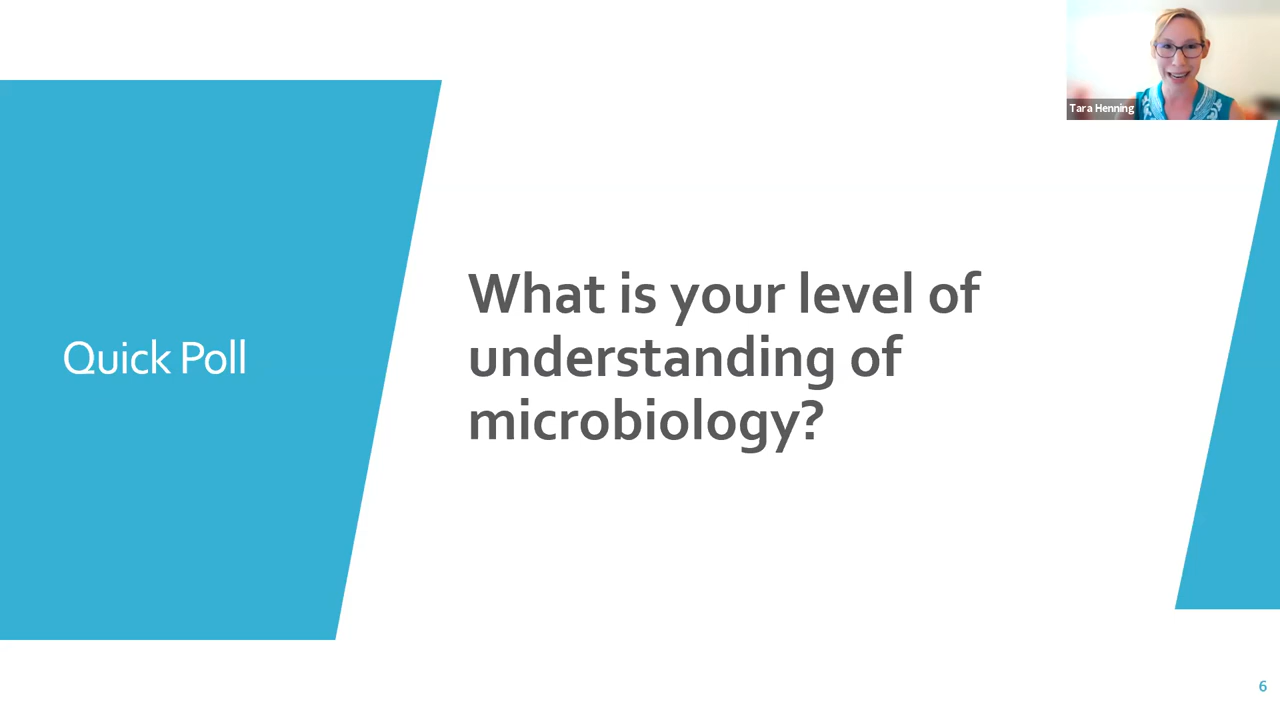 Tara Henning
Quick Poll
What is your level of
understanding of
microbiology?
6